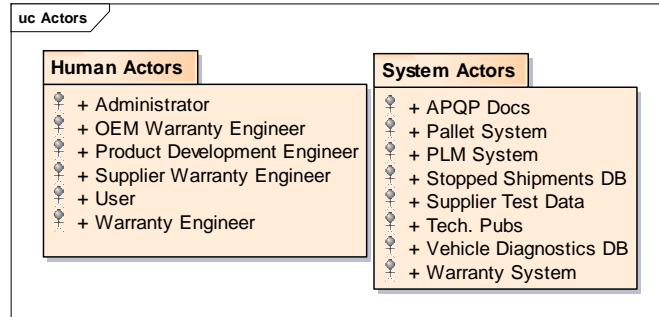 uc Actors
Human Actors
+ Administrator
+ OEM Warranty Engineer
+ Product Development Engineer
+ Supplier Warranty Engineer
+ User
+ Warranty Engineer
System Actors
+ APQP Docs
+ Pallet System
+ PLM System
+ Stopped Shipments DB
+ Supplier Test Data
+ Tech. Pubs
+ Vehicle Diagnostics DB
+ Warranty System